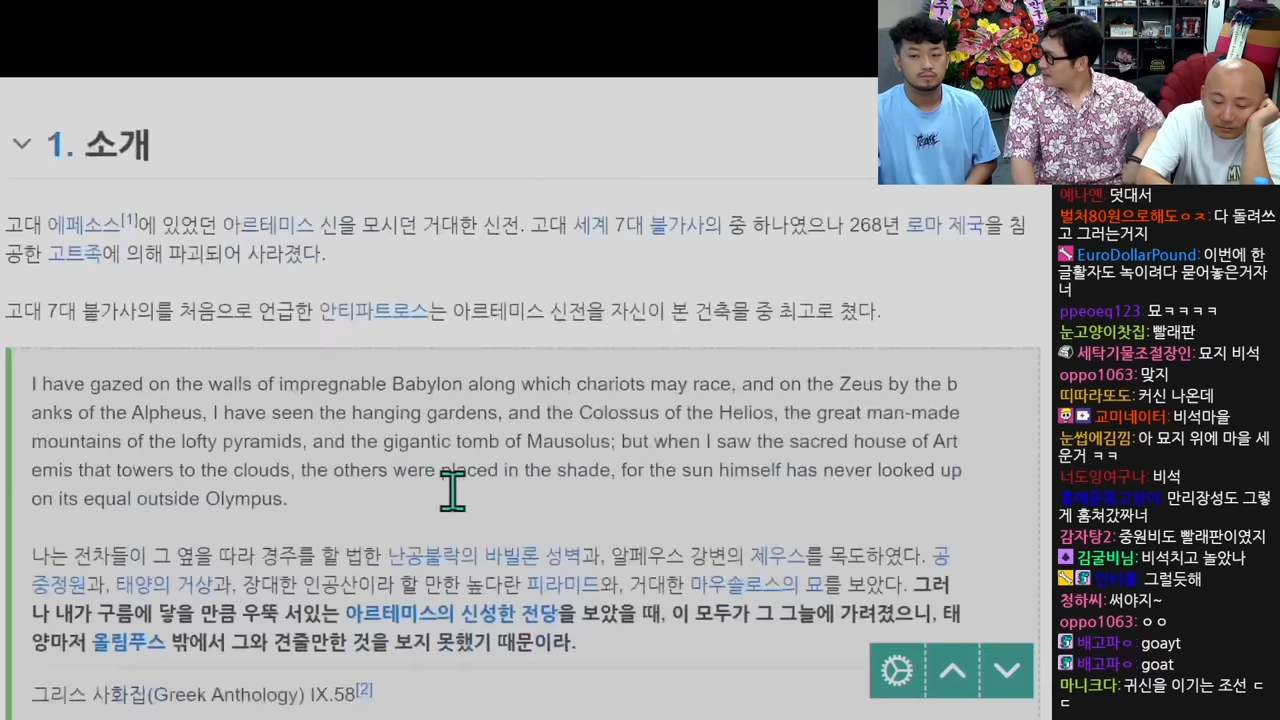 1. 소개
고대 에페소스[1]에 있었던 아르테미스 신을 모시던 거대한 신전. 고대 세계 7대 불가사의 중 하나였으나 268년 로마 제국을 침
공한 고트족에 의해 파괴되어 사라졌다.
고대 7대 불가사의를 처음으로 언급한 안티파트로스는 아르테미스 신전을 자신이 본 건축물 중 최고로 쳤다.
I have gazed on the walls of impregnable Babylon along which chariots may race, and on the Zeus by the b
anks of the Alpheus, I have seen the hanging gardens, and the Colossus of the Helios, the great man-made
mountains of the lofty pyramids, and the gigantic tomb of Mausolus; but when I saw the sacred house of Art
emis that towers to the clouds, the others were placed in the shade, for the sun himself has never looked up
on its equal outside Olympus.
나는 전차들이 그 옆을 따라 경주를 할 법한 난공불락의 바빌론 성벽과, 알페우스 강변의 제우스를 목도하였다. 공
중정원과, 태양의 거상과, 장대한 인공산이라 할 만한 높다란 피라미드와, 거대한 마우솔로스의 묘를 보았다. 그러
나 내가 구름에 닿을 만큼 우뚝 서있는 아르테미스의 신성한 전당을 보았을 때, 이 모두가 그 그늘에 가려졌으니, 태
양마저 올림푸스 밖에서 그와 견줄만한 것을 보지 못했기 때문이라.
그리스 사화집(Greek Anthology) IX.58[2]
예나옌: 덧대서
벌처80원으로해도ㅇㅈ: 다 돌려쓰
고 그러는거지
EuroDollarPound: 이번에 한
글활자도 녹이려다 묻어놓은거자
너
ppeoeq123: 묘ㅋㅋㅋㅋ
눈고양이찻집: 빨래판
세탁기물조절장인: 묘지 비석
oppo1063: 맞지
띠따라또도: 커신 나온데
교미네이터: 비석마을
눈썹에김낌: 아 묘지 위에 마을 세
운거 ㅋㅋ
너도잉여구나: 비석
만리장성도 그렇
게 훔쳐갔짜너
감자탕2: 중원비도 빨래판이였지
김굴비님: 비석치고 놀았나
그럴듯해
청하씨: 써야지~
oppo1063: ㅇㅇ
배고파ㅇ: goayt
배고파ㅇ: goat
마니크다: 귀신을 이기는 조선 ㄷ
ㄷ